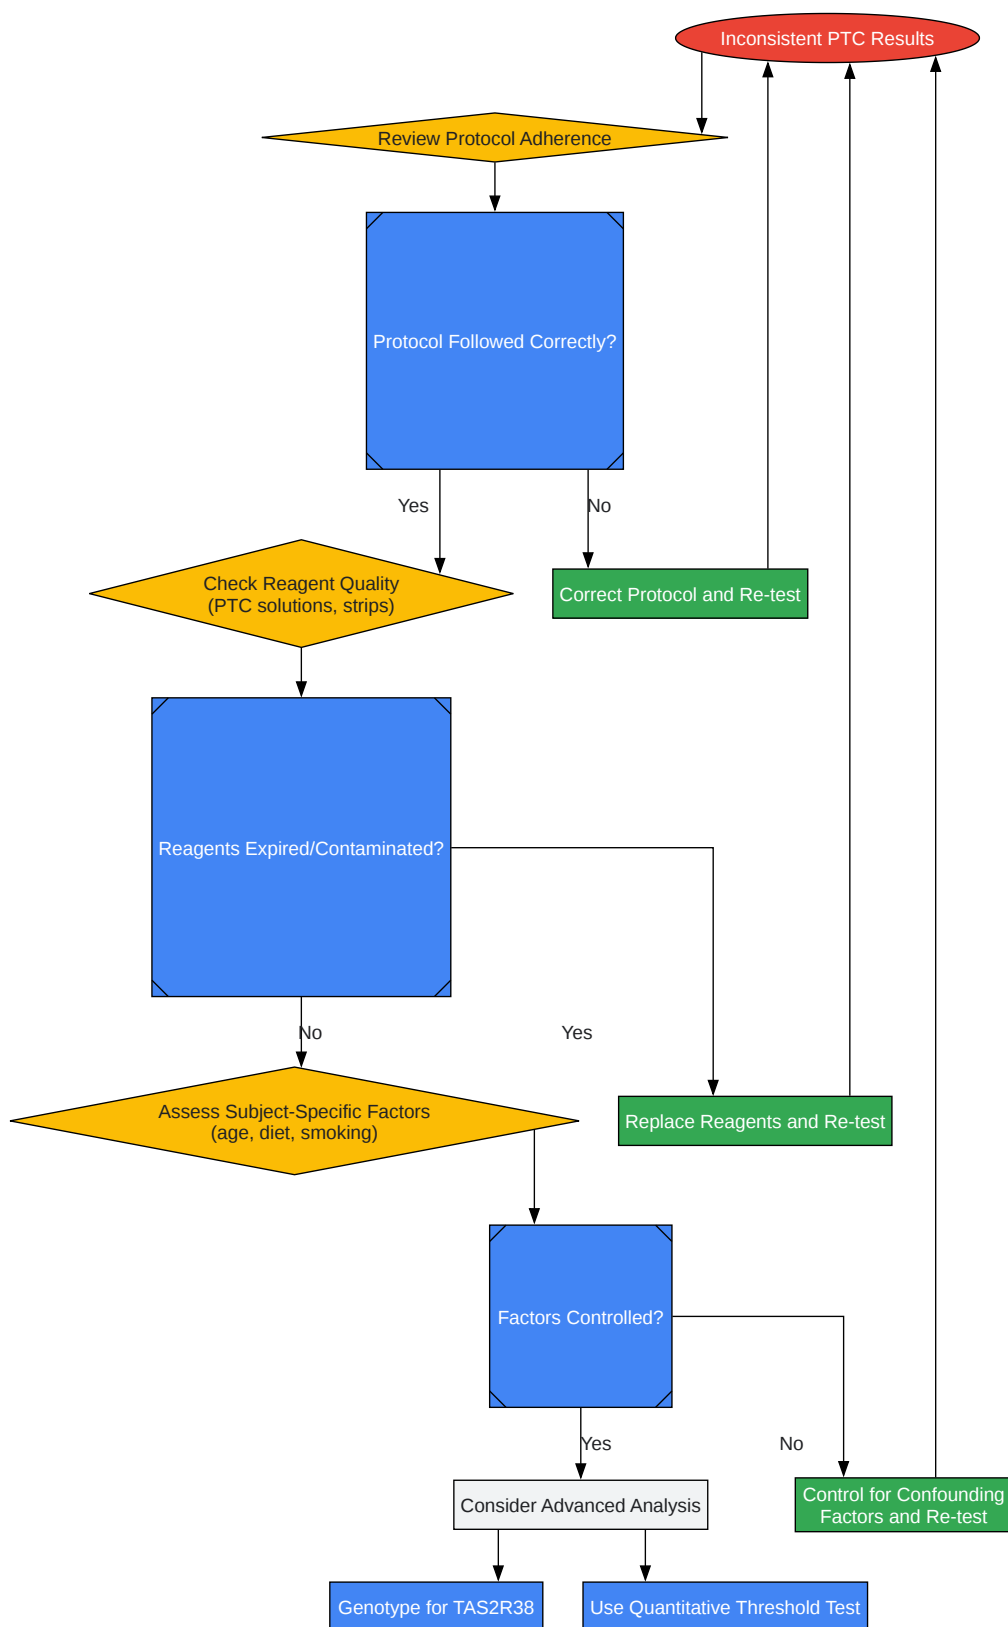 Inconsistent PTC Results
Review Protocol Adherence
Protocol Followed Correctly?
Yes
No
Check Reagent Quality
(PTC solutions, strips)
Correct Protocol and Re-test
Reagents Expired/Contaminated?
No
Yes
Assess Subject-Specific Factors
(age, diet, smoking)
Replace Reagents and Re-test
Factors Controlled?
Yes
No
Consider Advanced Analysis
Control for Confounding
Factors and Re-test
Genotype for TAS2R38
Use Quantitative Threshold Test